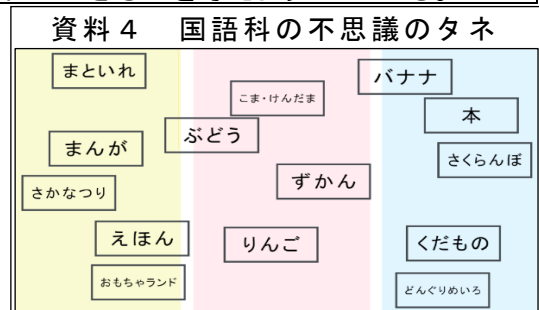 資料４　国語科の不思議のタネ
まといれ
バナナ
こま・けんだま
本
ぶどう
まんが
さくらんぼ
ずかん
さかなつり
えほん
りんご
くだもの
おもちゃランド
どんぐりめいろ